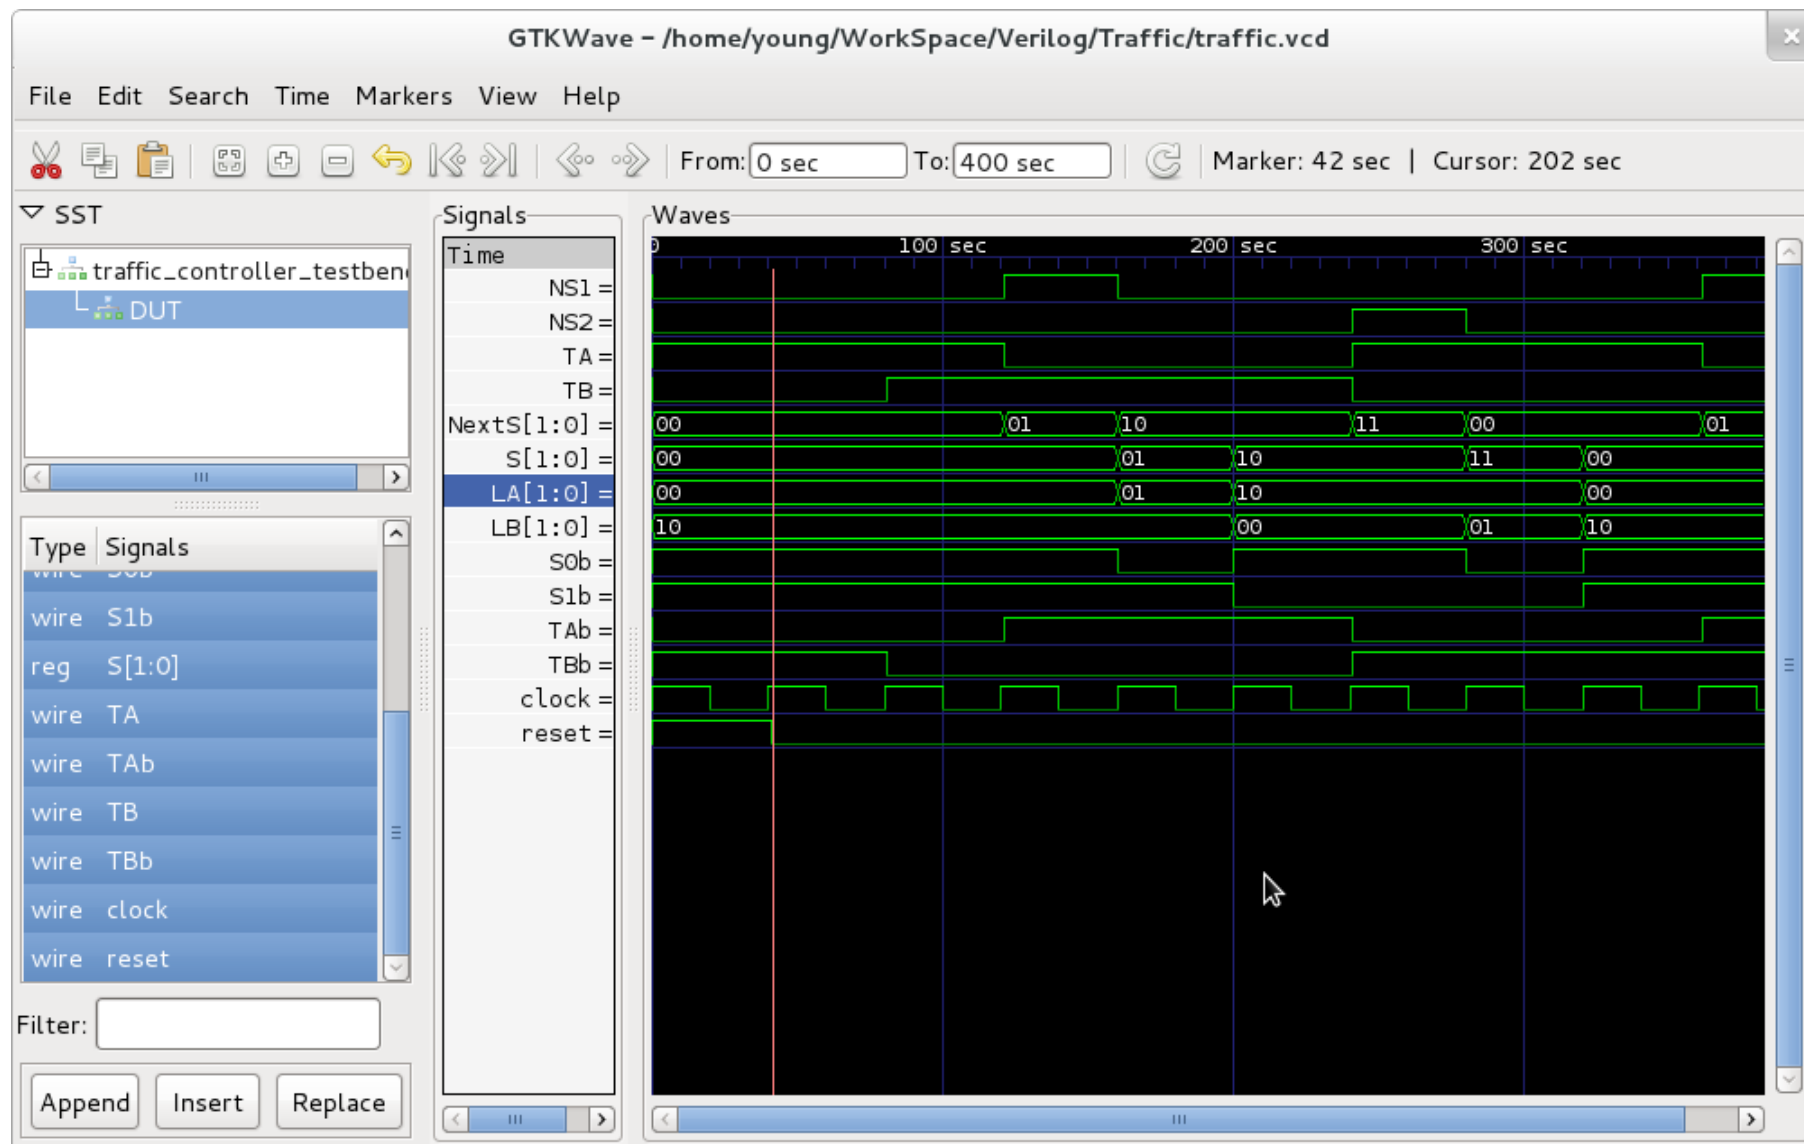 GTKWave – /home/young/WorkSpace/Verilog/Traffic/traffic.vcd
File Edit Search Time Markers View Help
From: 0 sec To: 400 sec Marker: 42 sec | Cursor: 202 sec
SST
traffic_controller_testben
DUT
Type Signals
wire S0b
wire S1b
reg S[1:0]
wire TA
wire TAb
wire TB
wire TBb
wire clock
wire reset
Filter:
Append Insert Replace
Signals
Time
NS1 =
NS2 =
TA =
TB =
NextS[1:0] =
S[1:0] =
LA[1:0] =
LB[1:0] =
S0b =
S1b =
TAb =
TBb =
clock =
reset =
Waves
0 100 sec 200 sec 300 sec
00 01 10 11 00 01
00 01 10 11 00
00 01 10 00
10 00 01 10